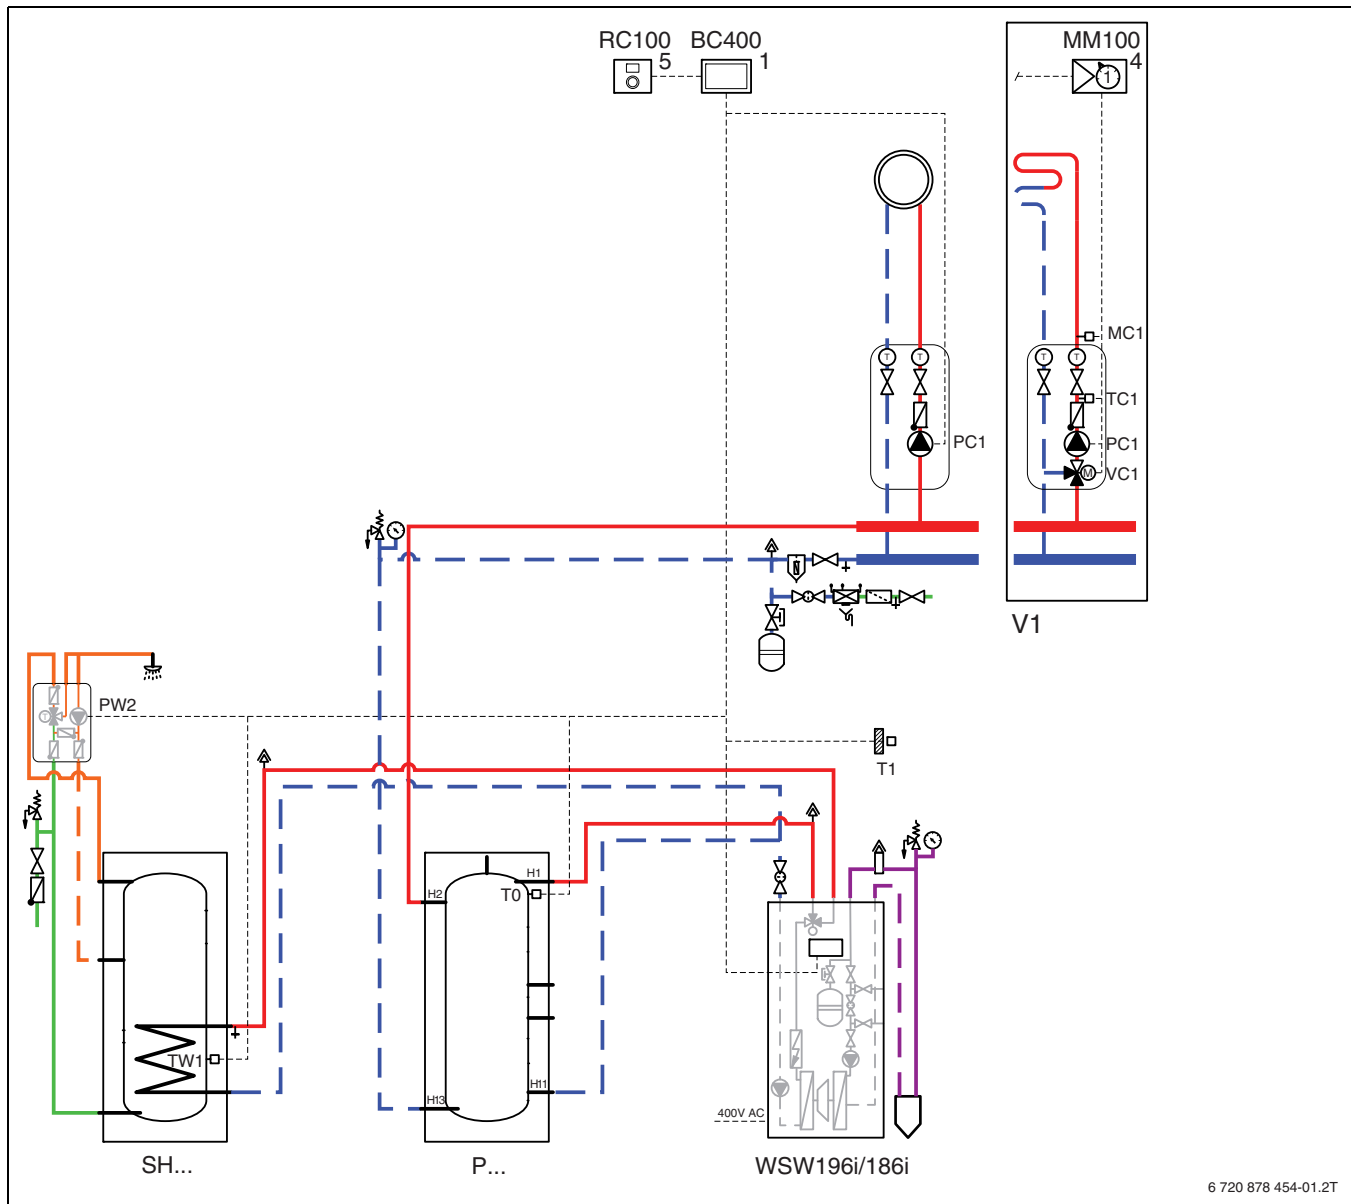 RC100 BC400 MM100
5 1 4
1
MC1
T T T T
TC1
PC1 PC1
M VC1
V1
PW2
T
T1
H1
H2 T0
TW1
H11
H13
400V AC
SH... P... WSW196i/186i
6 720 878 454-01.2T